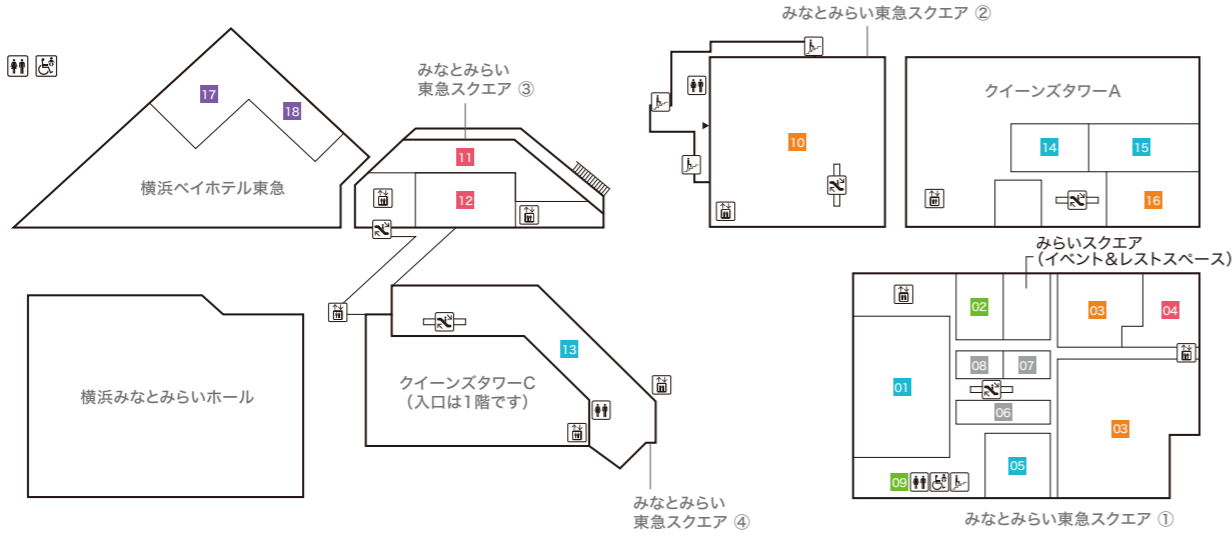 みなとみらい東急スクエア ②
みなとみらい
東急スクエア ③
クイーンズタワーA
17
18
11
12
10
14
15
16
横浜ベイホテル東急
みらいスクエア
(イベント&レストスペース)
02
03
04
13
08
07
01
06
横浜みなとみらいホール
クイーンズタワーC
(入口は1階です)
03
05
09
みなとみらい
東急スクエア ④
みなとみらい東急スクエア ①